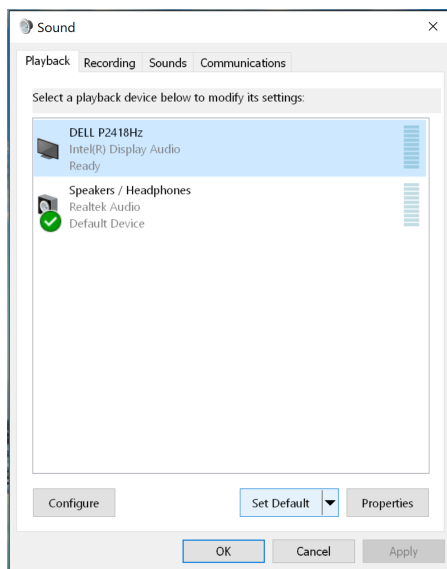 Sound
Playback Recording Sounds Communications
Select a playback device below to modify its settings:
DELL P2418Hz
Intel(R) Display Audio
Ready
Speakers / Headphones
Realtek Audio
Default Device
Configure Set Default Properties
OK Cancel Apply